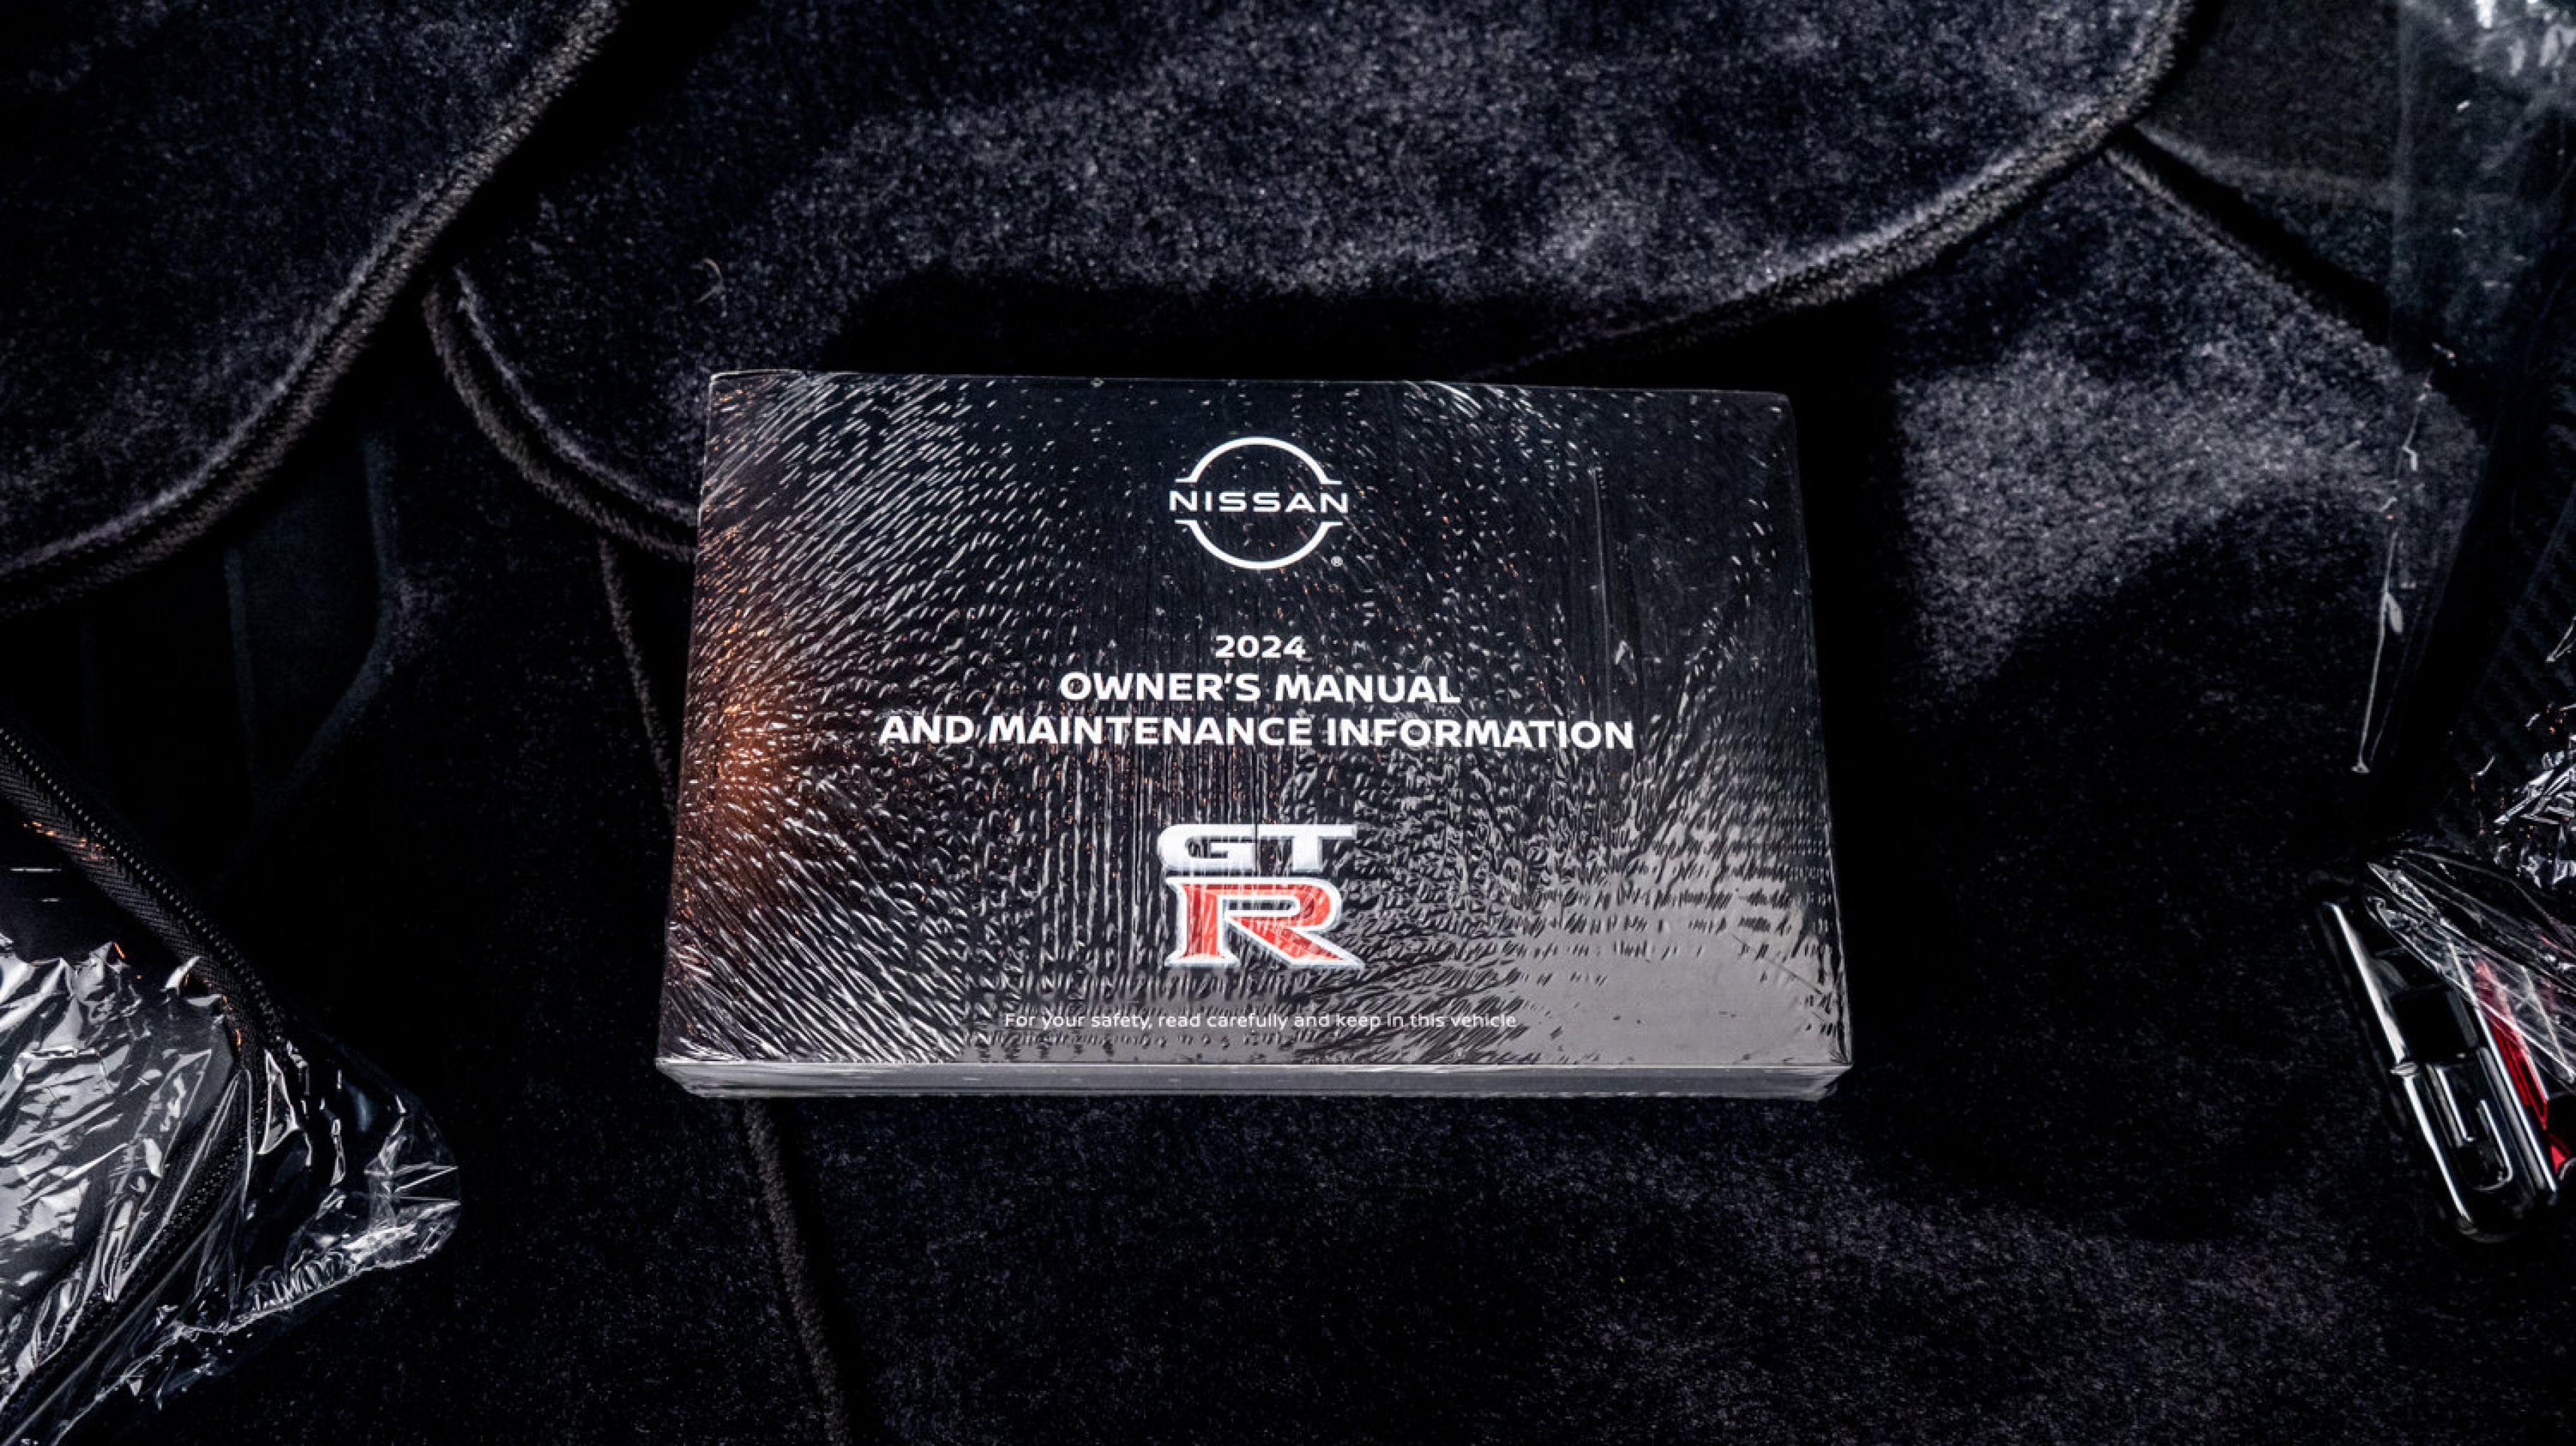 NISSAN
®
2024
OWNER'S MANUAL
AND MAINTENANCE INFORMATION
GT
R
For your safety, read carefully and keep in this vehicle